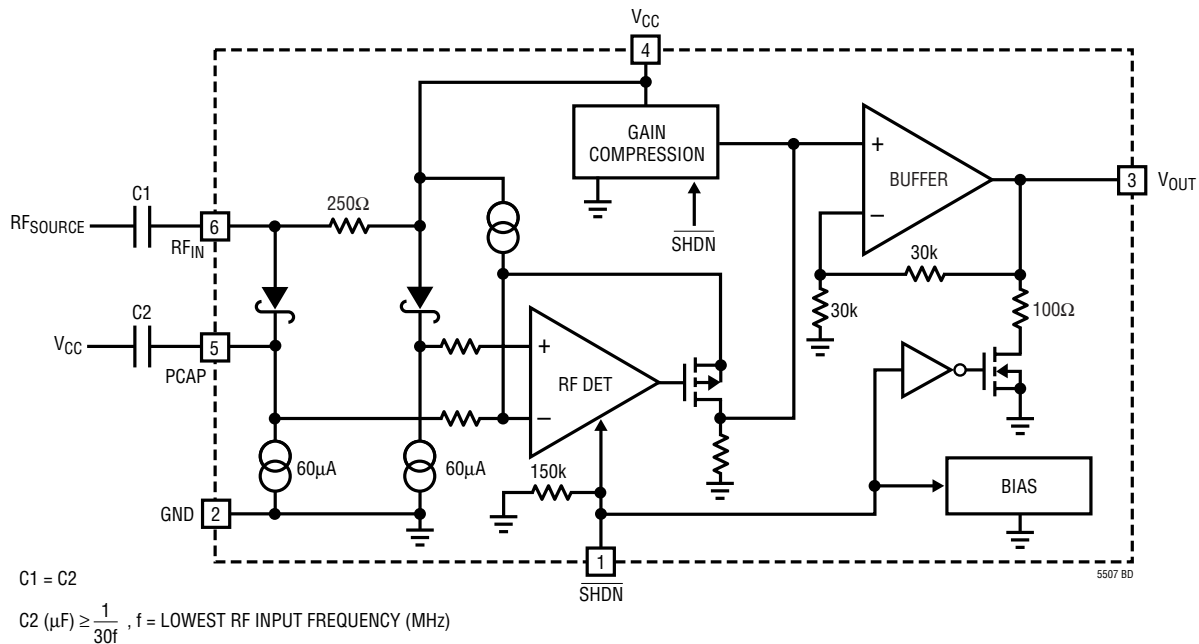 VCC
4
GAIN
COMPRESSION
SHDN
+
BUFFER
−
3
VOUT
C1
RFSOURCE
6
RFIN
250Ω
30k
30k
100Ω
C2
VCC
5
PCAP
+
RF DET
−
60µA
60µA
150k
BIAS
GND
2
1
SHDN
5507 BD
C1 = C2
C2 (µF) ≥ 1/30f , f = LOWEST RF INPUT FREQUENCY (MHz)